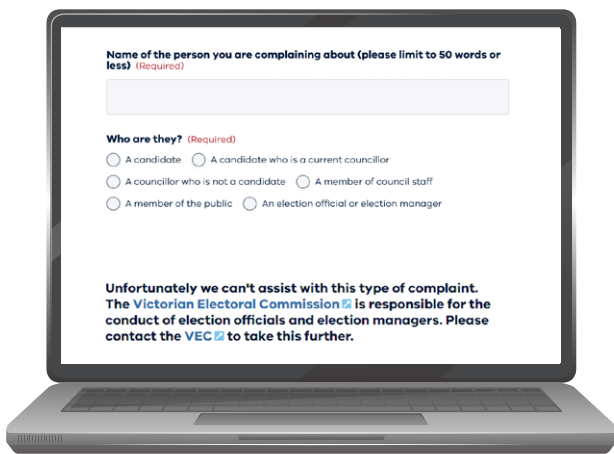 Name of the person you are complaining about (please limit to 50 words or
less) (Required)
Who are they? (Required)
A candidate A candidate who is a current councillor
A councillor who is not a candidate A member of council staff
A member of the public An election official or election manager
Unfortunately we can't assist with this type of complaint.
The Victorian Electoral Commission is responsible for the
conduct of election officials and election managers. Please
contact the VEC to take this further.